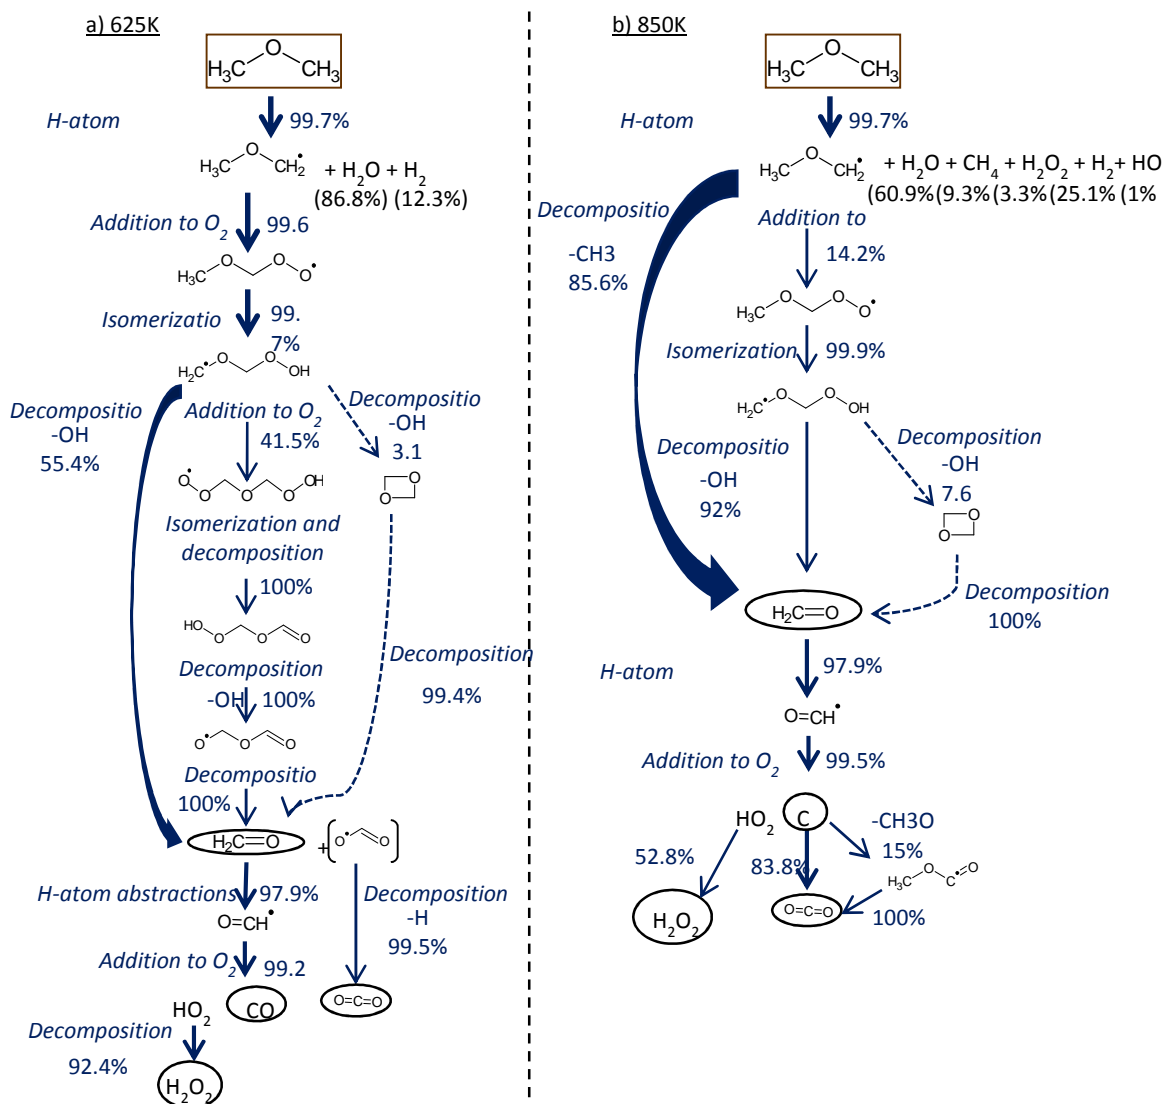 a) 625K
H3C O CH3
H-atom
99.7%
H3C O CH2•
+ H2O + H2
(86.8%) (12.3%)
Addition to O2
99.6
H3C O O O•
Isomerizatio
99.
7%
H2C• O O OH
Decompositio
-OH
55.4%
Addition to O2
41.5%
Decompositio
-OH
3.1
O• O O O OH
O O
Isomerization and
decomposition
100%
HO O O O
Decomposition
-OH
100%
Decomposition
99.4%
O• O O
Decompositio
100%
H2C=O
+
O• O
H-atom abstractions
97.9%
Decomposition
-H
99.5%
O=CH•
Addition to O2
99.2
HO2
CO
O=C=O
Decomposition
92.4%
H2O2
b) 850K
H3C O CH3
H-atom
99.7%
H3C O CH2•
+ H2O + CH4 + H2O2 + H2+ HO
(60.9%(9.3% (3.3% (25.1% (1%
Decompositio
-CH3
85.6%
Addition to
14.2%
H3C O O O•
Isomerization
99.9%
H2C• O O OH
Decompositio
-OH
92%
Decomposition
-OH
7.6
O O
Decomposition
100%
H2C=O
H-atom
97.9%
O=CH•
Addition to O2
99.5%
HO2
C
-CH3O
15%
52.8%
83.8%
H3C O C• O
H2O2
O=C=O
100%